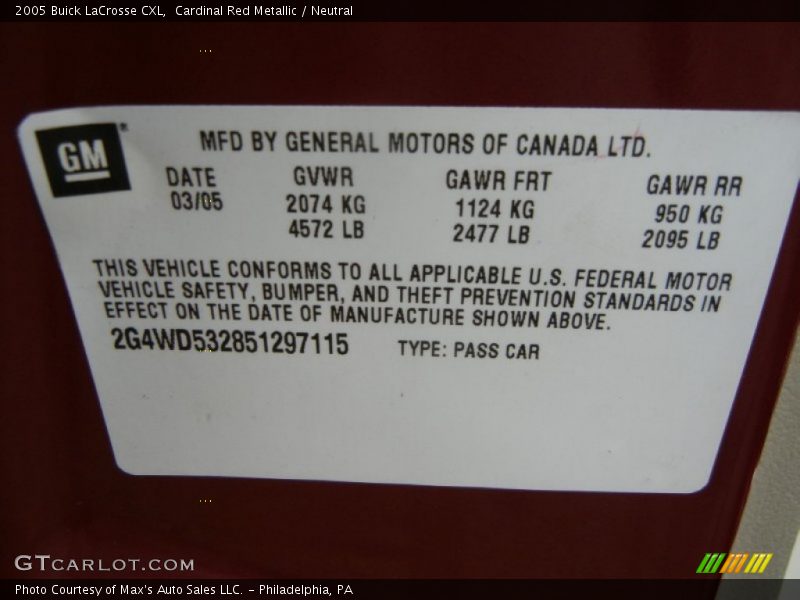 2005 Buick LaCrosse CXL,  Cardinal Red Metallic / Neutral
GM
MFD BY GENERAL MOTORS OF CANADA LTD.
DATE GVWR GAWR FRT GAWR RR
03/05 2074 KG 1124 KG 950 KG
4572 LB 2477 LB 2095 LB
THIS VEHICLE CONFORMS TO ALL APPLICABLE U.S. FEDERAL MOTOR
VEHICLE SAFETY, BUMPER, AND THEFT PREVENTION STANDARDS IN
EFFECT ON THE DATE OF MANUFACTURE SHOWN ABOVE.
2G4WD532851297115 TYPE: PASS CAR
GTCARLOT.COM
Photo Courtesy of Max's Auto Sales LLC. - Philadelphia, PA